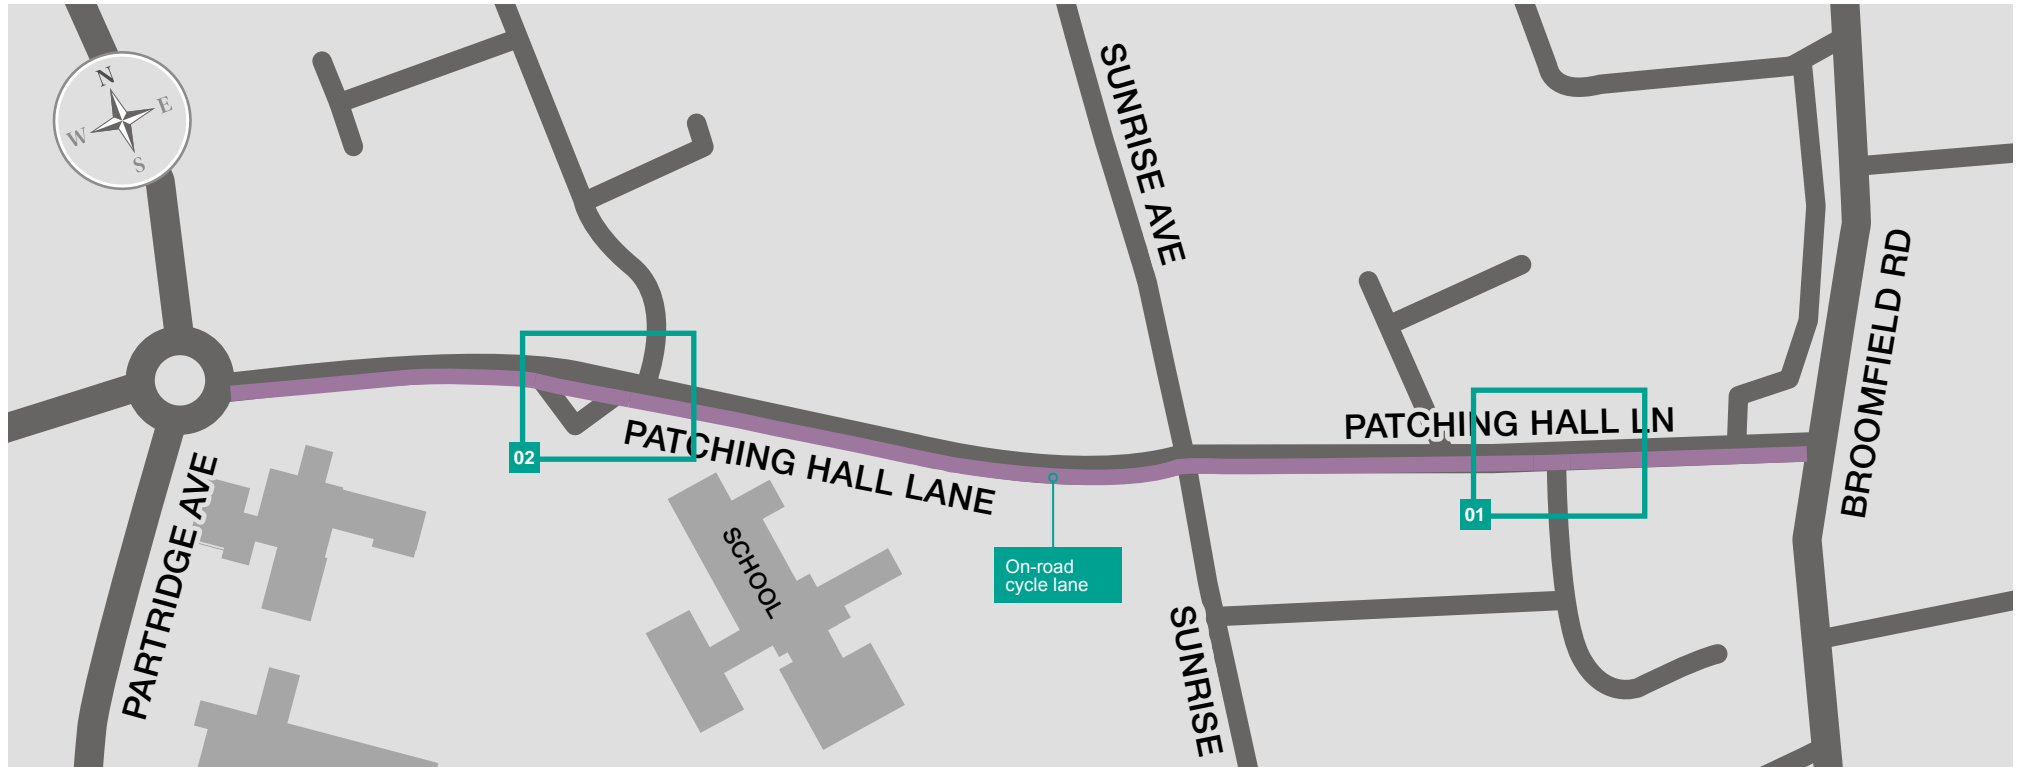 N
E
W
S
SUNRISE AVE
BROOMFIELD RD
PATCHING HALL LN
02
PATCHING HALL LANE
01
PARTRIDGE AVE
SCHOOL
On-road
cycle lane
SUNRISE